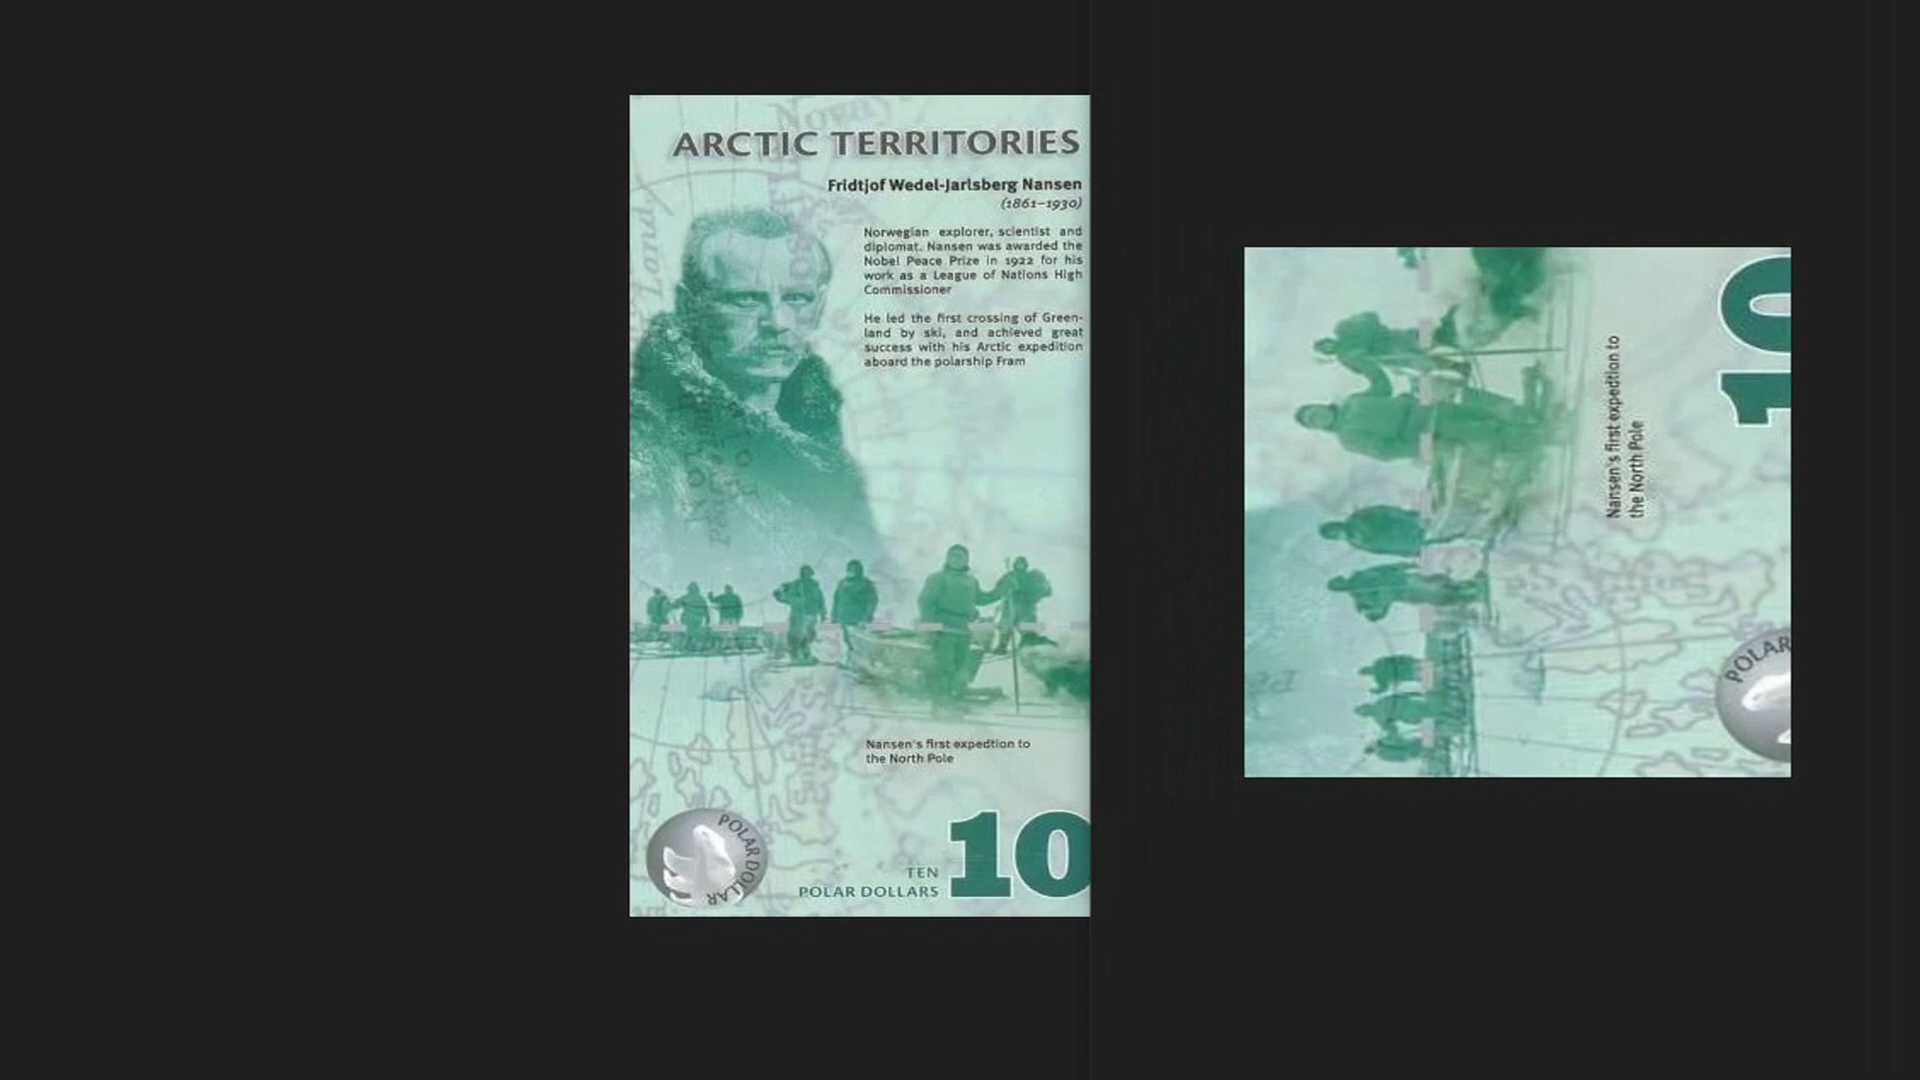 ARCTIC TERRITORIES
Fridtjof Wedel-Jarlsberg Nansen
(1861–1930)
Norwegian explorer, scientist and
diplomat. Nansen was awarded the
Nobel Peace Prize in 1922 for his
work as a League of Nations High
Commissioner
He led the first crossing of Green-
land by ski, and achieved great
success with his Arctic expedition
aboard the polarship Fram
Nansen's first expedtion to
the North Pole
POLAR DOLLAR
TEN
POLAR DOLLARS
10
Nansen's first expedtion to
the North Pole
10
POLAR